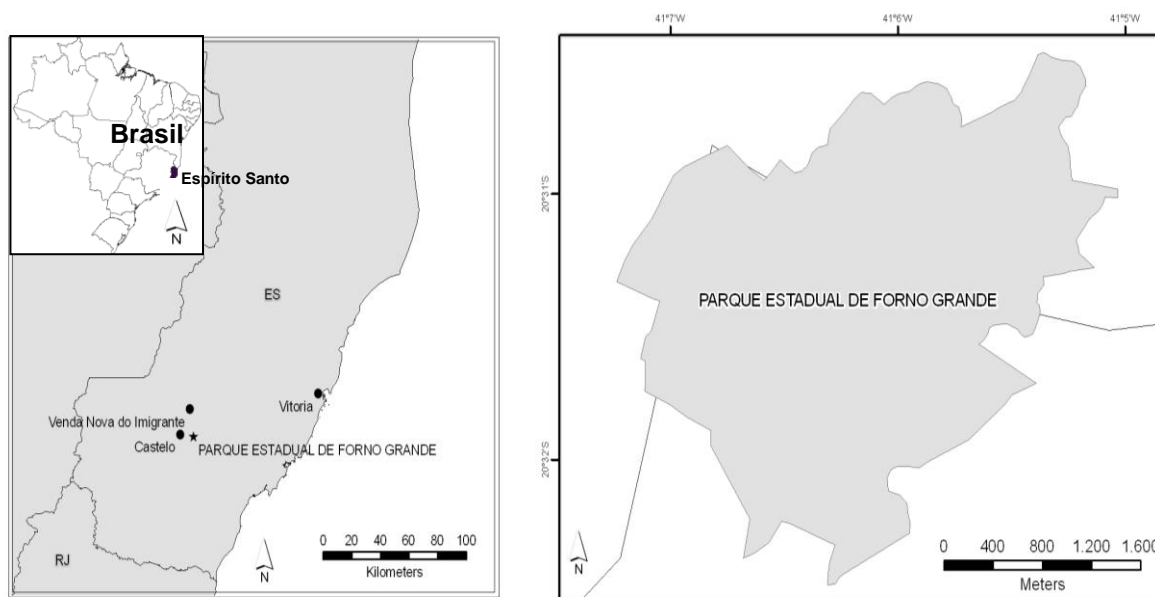 Brasil
Espírito Santo
N
ES
Vitoria
Venda Nova do Imigrante
Castelo
PARQUE ESTADUAL DE FORNO GRANDE
RJ
N
0 20 40 60 80 100
Kilometers
41°7'W 41°6'W 41°5'W
20°31'S
PARQUE ESTADUAL DE FORNO GRANDE
20°32'S
N
0 400 800 1.200 1.600
Meters